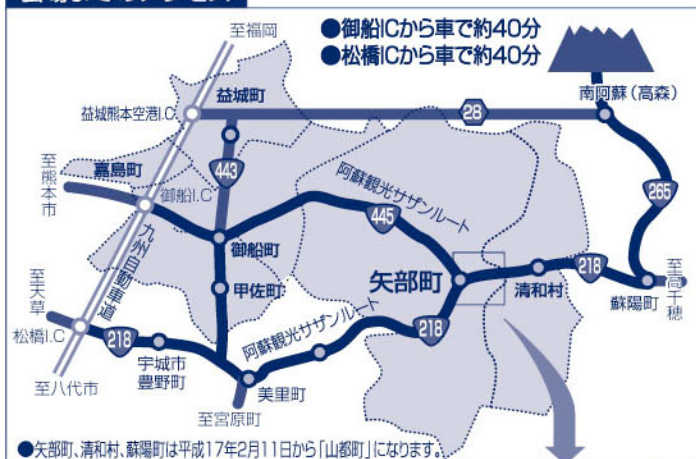 至福岡
●御船ICから車で約40分
●松橋ICから車で約40分
益城町
益城熊本空港I.C
28
南阿蘇(高森)
443
嘉島町
至熊本市
御船I.C
阿蘇観光サザンルート
445
265
御船町
九州自動車道
矢部町
218
清和村
蘇陽町
至高千穂
甲佐町
至天草
松橋I.C
218
宇城市
豊野町
阿蘇観光サザンルート
218
美里町
至八代市
至宮原町
●矢部町、清和村、蘇陽町は平成17年2月11日から「山都町」になります。